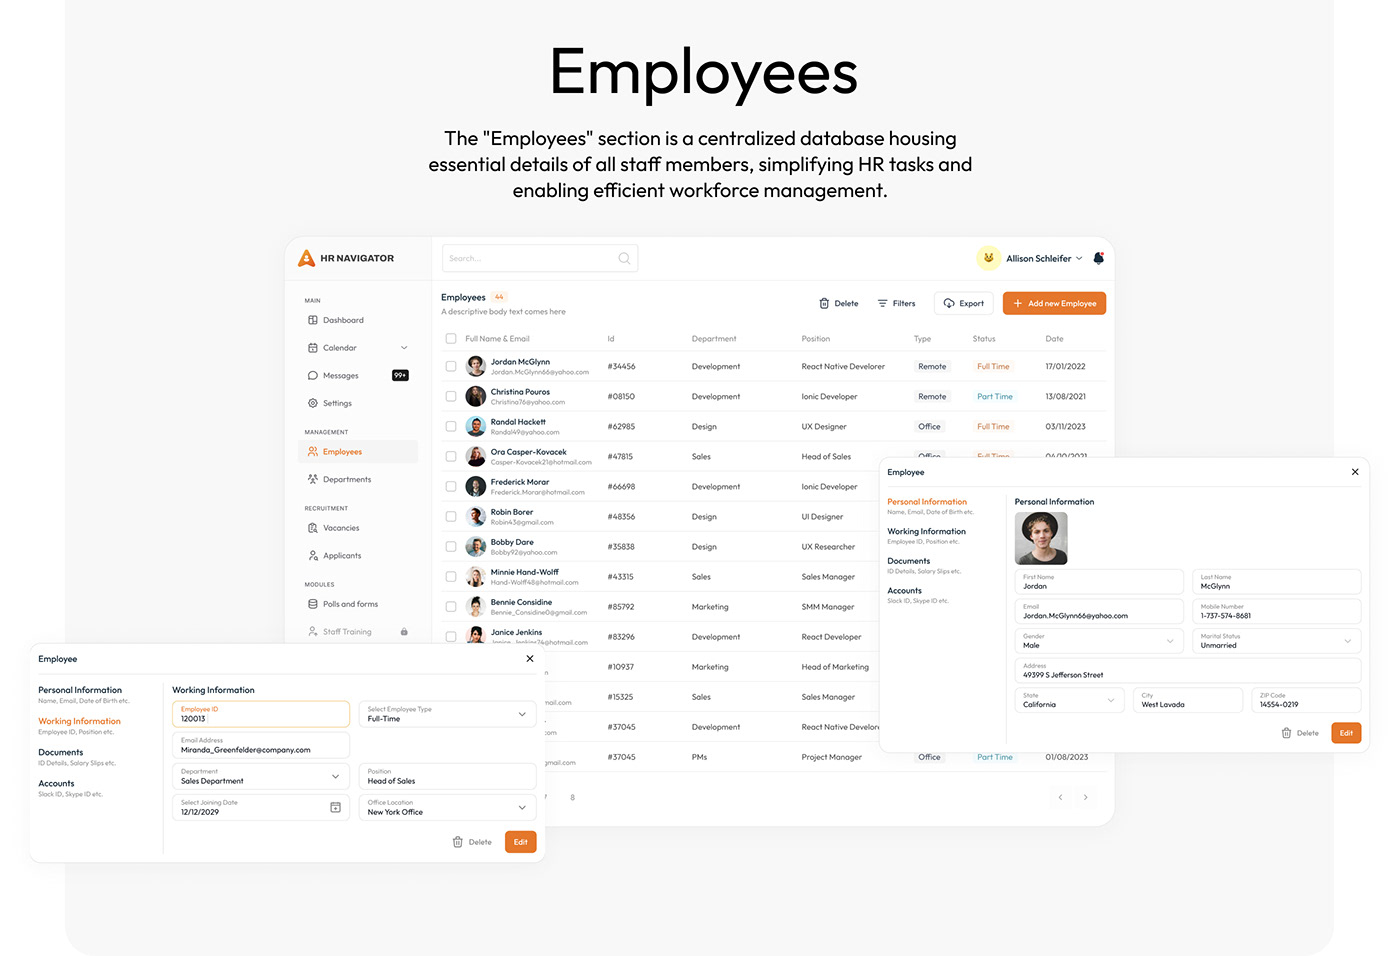 Employees
The "Employees" section is a centralized database housing
essential details of all staff members, simplifying HR tasks and
enabling efficient workforce management.
HR NAVIGATOR
Search...
Allison Schleifer
MAIN
Dashboard
Calendar
Messages 99+
Settings
MANAGEMENT
Employees
Departments
RECRUITMENT
Vacancies
Applicants
MODULES
Polls and forms
Staff Training
Employees 44
A descriptive body text comes here
Delete Filters Export + Add new Employee
Full Name & Email Id Department Position Type Status Date
Jordan McGlynn
Jordan.McGlynn66@yahoo.com
#34456 Development React Native Develorer Remote Full Time 17/01/2022
Christina Pouros
Christina76@yahoo.com
#08150 Development Ionic Developer Remote Part Time 13/08/2021
Randal Hackett
Randal49@yahoo.com
#62985 Design UX Designer Office Full Time 03/11/2023
Ora Casper-Kovacek
Casper-Kovacek21@hotmail.com
#47815 Sales Head of Sales Office Full Time 04/10/2021
Frederick Morar
Frederick.Morar@hotmail.com
#66698 Development Ionic Developer
Robin Borer
Robin43@gmail.com
#48356 Design UI Designer
Bobby Dare
Bobby92@yahoo.com
#35838 Design UX Researcher
Minnie Hand-Wolff
Hand-Wolff48@hotmail.com
#43315 Sales Sales Manager
Bennie Considine
Bennie_Considine0@gmail.com
#85792 Marketing SMM Manager
Janice Jenkins
Janice_Jenkins74@hotmail.com
#83296 Development React Developer
#10937 Marketing Head of Marketing
#15325 Sales Sales Manager
mail.com
#37045 Development React Native Develor
com
#37045 PMs Project Manager Office Part Time 01/08/2023
gmail.com
8
Employee
Personal Information
Name, Email, Date of Birth etc.
Working Information
Employee ID, Position etc.
Documents
ID Details, Salary Slips etc.
Accounts
Slack ID, Skype ID etc.
Personal Information
First Name
Jordan
Last Name
McGlynn
Email
Jordan.McGlynn66@yahoo.com
Mobile Number
1-737-574-8681
Gender
Male
Marital Status
Unmarried
Address
49399 S Jefferson Street
State
California
City
West Lavada
ZIP Code
14554-0219
Delete Edit
Employee
Personal Information
Name, Email, Date of Birth etc.
Working Information
Employee ID, Position etc.
Documents
ID Details, Salary Slips etc.
Accounts
Slack ID, Skype ID etc.
Working Information
Employee ID
120013
Select Employee Type
Full-Time
Email Address
Miranda_Greenfelder@company.com
Department
Sales Department
Position
Head of Sales
Select Joining Date
12/12/2029
Office Location
New York Office
Delete Edit